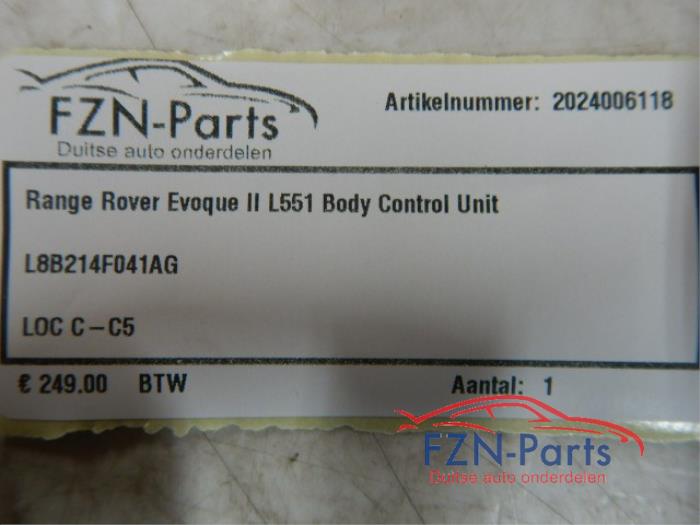 FZN-Parts
Duitse auto onderdelen
Artikelnummer: 2024006118
Range Rover Evoque II L551 Body Control Unit
L8B214F041AG
LOC C-C5
€ 249.00 BTW Aantal: 1
FZN-Parts
Duitse auto onderdelen